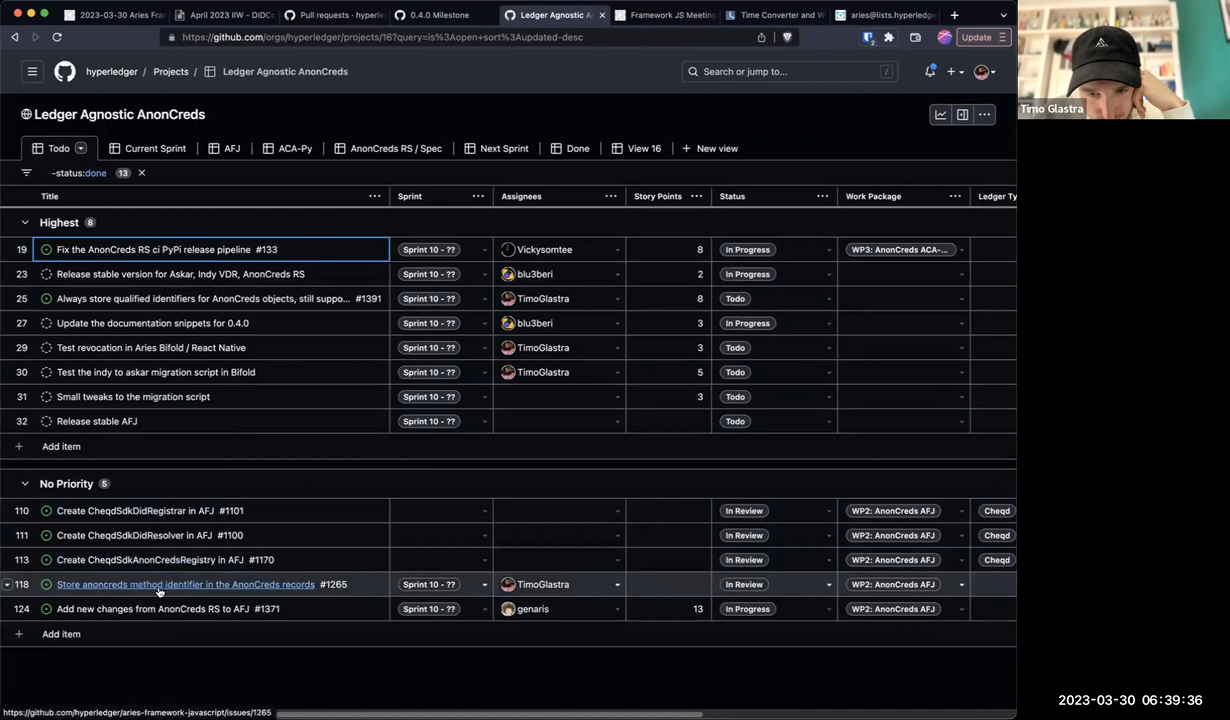 2023-03-30 Aries Fran
April 2023 IIW - DIDCo
Pull requests · hyperle
0.4.0 Milestone
Ledger Agnostic
Framework JS Meeting
Time Converter and W
aries@lists.hyperledge
https://github.com/orgs/hyperledger/projects/16?query=is%3Aopen+sort%3Aupdated-desc
2
Update
hyperledger / Projects / Ledger Agnostic AnonCreds
Search or jump to...
/
Timo Glastra
Ledger Agnostic AnonCreds
Todo
Current Sprint
AFJ
ACA-Py
AnonCreds RS / Spec
Next Sprint
Done
View 16
New view
-status:done 13
Title Sprint Assignees Story Points Status Work Package Ledger Ty
Highest 8
19 Fix the AnonCreds RS ci PyPi release pipeline #133 Sprint 10 - ?? Vickysomtee 8 In Progress WP3: AnonCreds ACA-...
23 Release stable version for Askar, Indy VDR, AnonCreds RS Sprint 10 - ?? blu3beri 2 In Progress
25 Always store qualified identifiers for AnonCreds objects, still suppo... #1391 Sprint 10 - ?? TimoGlastra 8 Todo
27 Update the documentation snippets for 0.4.0 Sprint 10 - ?? blu3beri 3 In Progress
29 Test revocation in Aries Bifold / React Native Sprint 10 - ?? TimoGlastra 3 Todo
30 Test the indy to askar migration script in Bifold Sprint 10 - ?? TimoGlastra 5 Todo
31 Small tweaks to the migration script Sprint 10 - ?? 3 Todo
32 Release stable AFJ Sprint 10 - ?? Todo
Add item
No Priority 5
110 Create CheqdSdkDidRegistrar in AFJ #1101 In Review WP2: AnonCreds AFJ Cheqd
111 Create CheqdSdkDidResolver in AFJ #1100 In Review WP2: AnonCreds AFJ Cheqd
113 Create CheqdSdkAnonCredsRegistry in AFJ #1170 In Review WP2: AnonCreds AFJ Cheqd
118 Store anoncreds method identifier in the AnonCreds records #1265 Sprint 10 - ?? TimoGlastra In Review WP2: AnonCreds AFJ
124 Add new changes from AnonCreds RS to AFJ #1371 Sprint 10 - ?? genaris 13 In Progress WP2: AnonCreds AFJ
Add item
https://github.com/hyperledger/aries-framework-javascript/issues/1265
2023-03-30 06:39:36